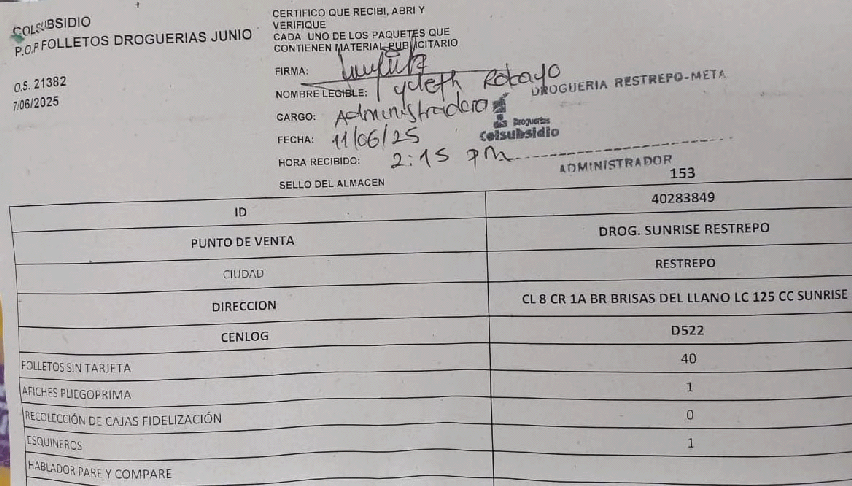 COLSUBSIDIO
P.O.P FOLLETOS DROGUERIAS JUNIO
O.S. 21382
7/06/2025
CERTIFICO QUE RECIBI, ABRI Y
VERIFIQUE
CADA UNO DE LOS PAQUETES QUE
CONTIENEN MATERIAL PUBLICITARIO
FIRMA:
NOMBRE LEGIBLE: Robayo
CARGO: Administradora
FECHA: 11/06/25
HORA RECIBIDO: 2:15 pm
SELLO DEL ALMACEN
DROGUERIA RESTREPO-META
Droguerías
Colsubsidio
ADMINISTRADOR
153
ID 40283849
PUNTO DE VENTA DROG. SUNRISE RESTREPO
CIUDAD RESTREPO
DIRECCION CL 8 CR 1A BR BRISAS DEL LLANO LC 125 CC SUNRISE
CENLOG D522
FOLLETOS SIN TARJETA 40
AFICHES PLIEGOPRIMA 1
RECOLECCIÓN DE CAJAS FIDELIZACIÓN 0
ESQUINEROS 1
HABLADOR PARE Y COMPARE